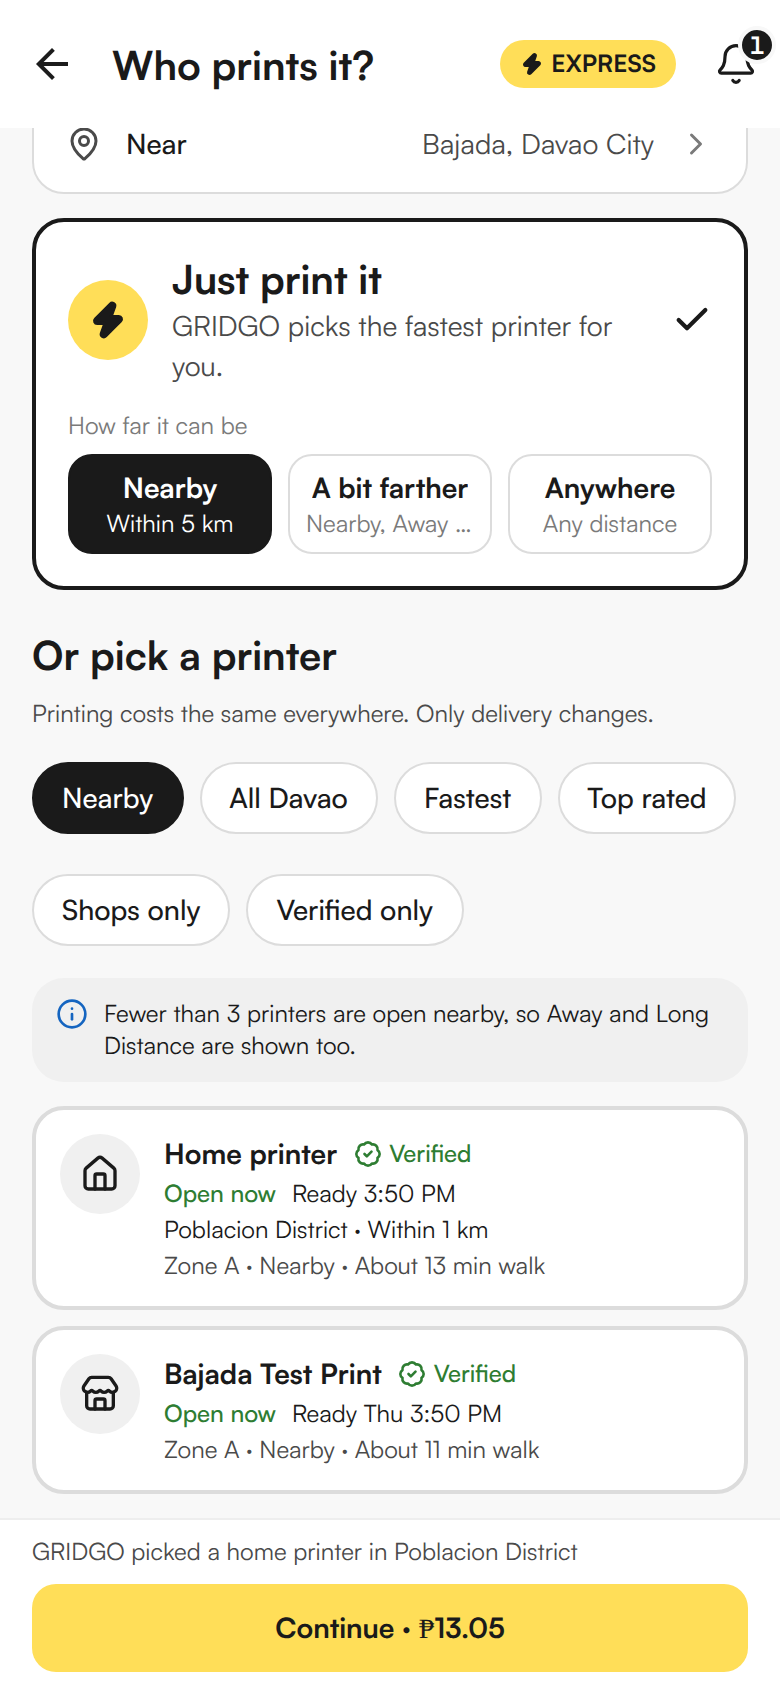 Who prints it?
EXPRESS
1
Near
Bajada, Davao City
Just print it
GRIDGO picks the fastest printer for
you.
How far it can be
Nearby
Within 5 km
A bit farther
Nearby, Away ...
Anywhere
Any distance
Or pick a printer
Printing costs the same everywhere. Only delivery changes.
Nearby
All Davao
Fastest
Top rated
Shops only
Verified only
Fewer than 3 printers are open nearby, so Away and Long
Distance are shown too.
Home printer
Verified
Open now Ready 3:50 PM
Poblacion District · Within 1 km
Zone A · Nearby · About 13 min walk
Bajada Test Print
Verified
Open now Ready Thu 3:50 PM
Zone A · Nearby · About 11 min walk
GRIDGO picked a home printer in Poblacion District
Continue · ₱13.05